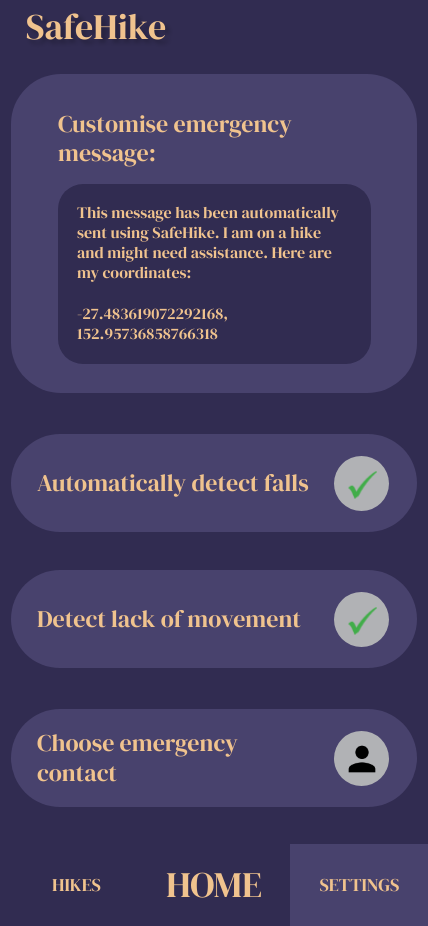 SafeHike
Customise emergency
message:
This message has been automatically
sent using SafeHike. I am on a hike
and might need assistance. Here are
my coordinates:
-27.483619072292168,
152.95736858766318
Automatically detect falls
Detect lack of movement
Choose emergency
contact
HIKES
HOME
SETTINGS